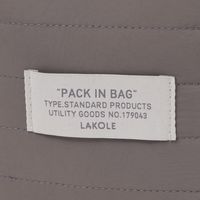 "PACK IN BAG"
TYPE.STANDARD PRODUCTS
UTILITY GOODS NO.179043
LAKOLE